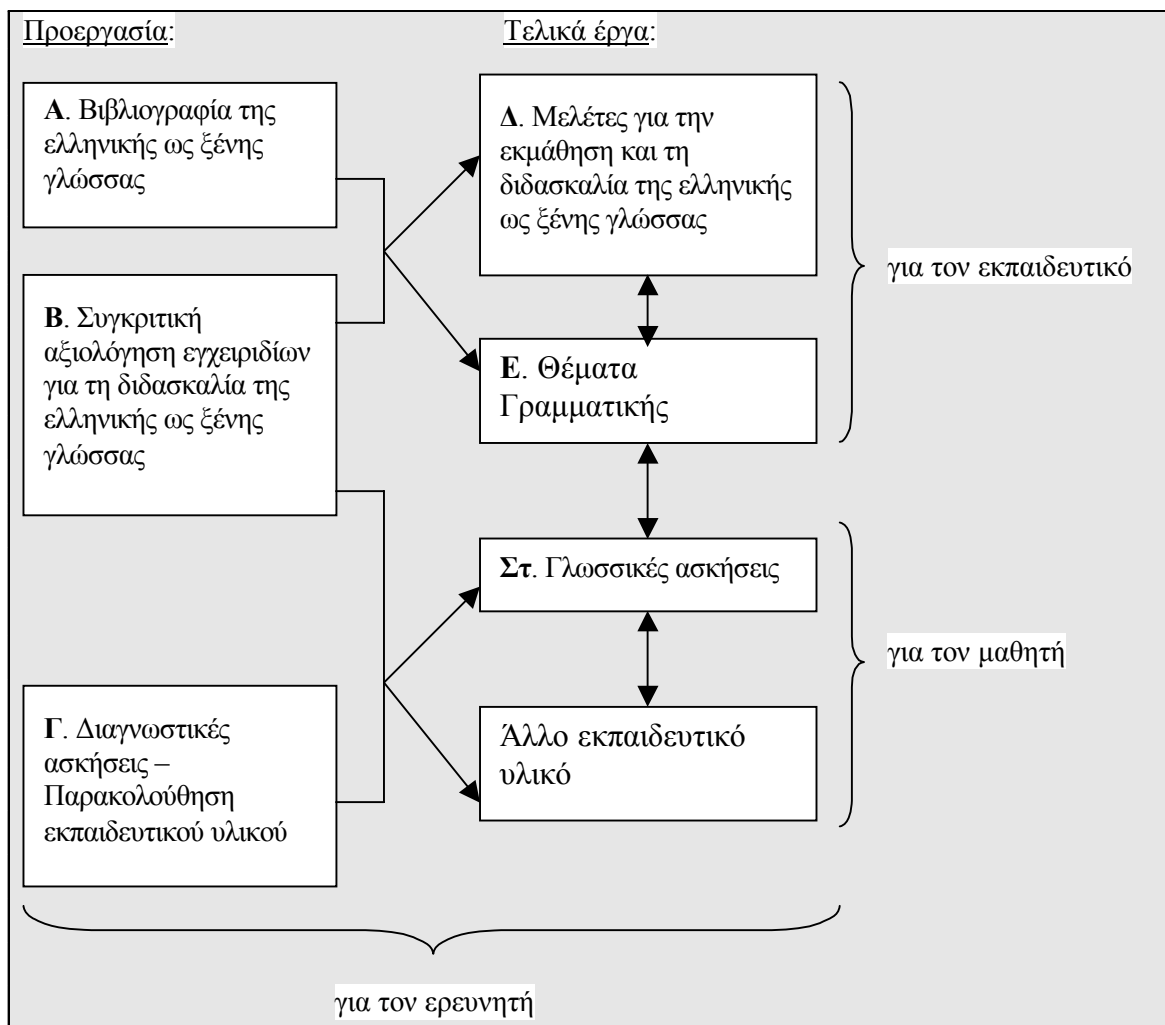 Προεργασία:
Α. Βιβλιογραφία της
ελληνικής ως ξένης
γλώσσας
Β. Συγκριτική
αξιολόγηση εγχειριδίων
για τη διδασκαλία της
ελληνικής ως ξένης
γλώσσας
Γ. Διαγνωστικές
ασκήσεις –
Παρακολούθηση
εκπαιδευτικού υλικού
Τελικά έργα:
Δ. Μελέτες για την
εκμάθηση και τη
διδασκαλία της ελληνικής
ως ξένης γλώσσας
Ε. Θέματα
Γραμματικής
Στ. Γλωσσικές ασκήσεις
Άλλο εκπαιδευτικό
υλικό
για τον εκπαιδευτικό
για τον μαθητή
για τον ερευνητή